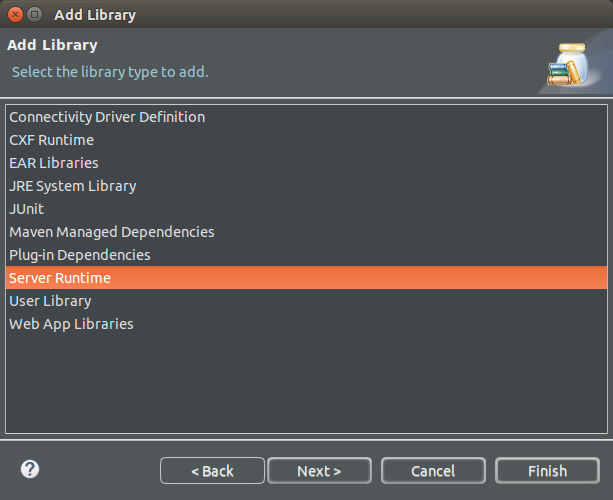 Add Library
Add Library
Select the library type to add.
Connectivity Driver Definition
CXF Runtime
EAR Libraries
JRE System Library
JUnit
Maven Managed Dependencies
Plug-in Dependencies
Server Runtime
User Library
Web App Libraries
?
< Back
Next >
Cancel
Finish